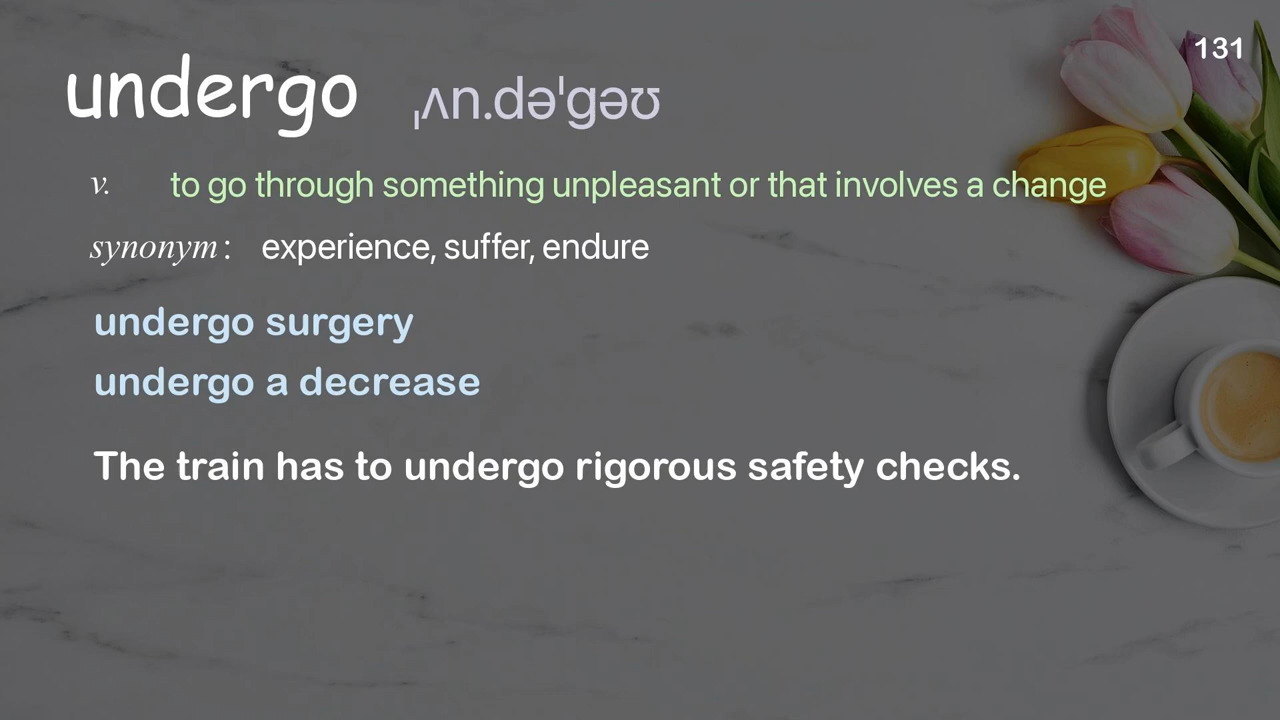 131
undergo ˌʌn.dəˈɡəʊ
v. to go through something unpleasant or that involves a change
synonym: experience, suffer, endure
undergo surgery
undergo a decrease
The train has to undergo rigorous safety checks.